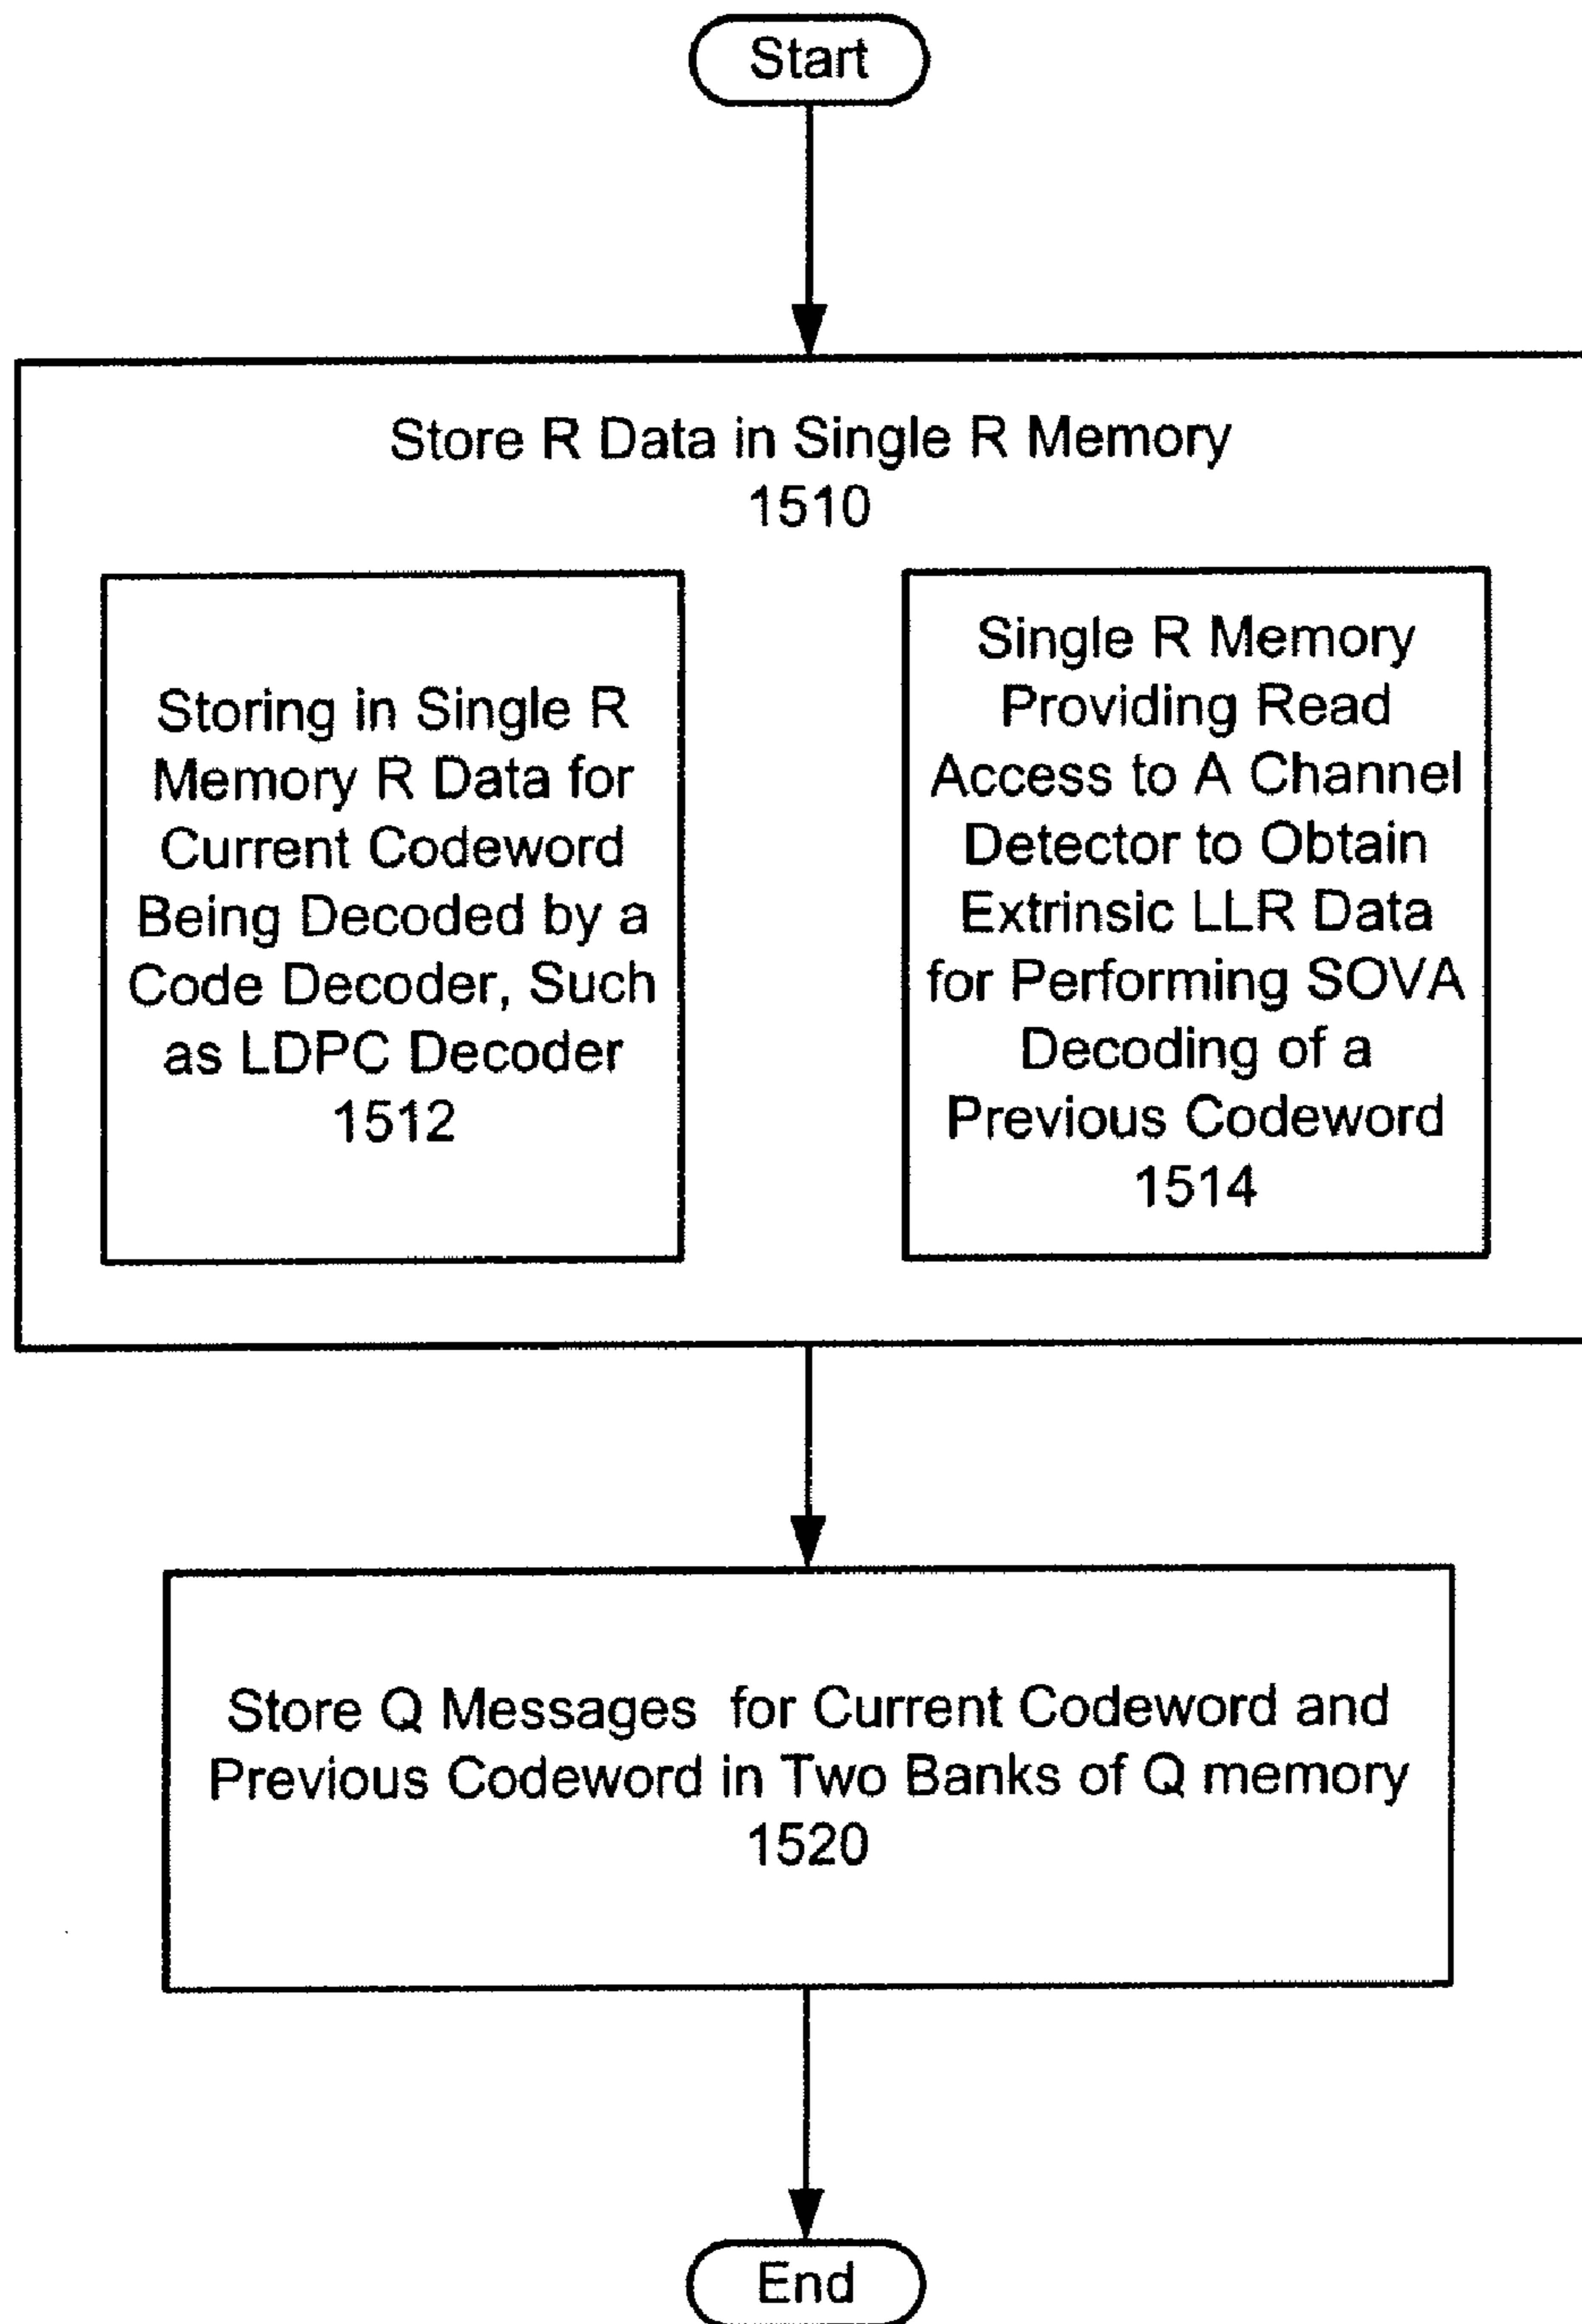 Start
Store R Data in Single R Memory
1510
Storing in Single R
Memory R Data for
Current Codeword
Being Decoded by a
Code Decoder, Such
as LDPC Decoder
1512
Single R Memory
Providing Read
Access to A Channel
Detector to Obtain
Extrinsic LLR Data
for Performing SOVA
Decoding of a
Previous Codeword
1514
Store Q Messages for Current Codeword and
Previous Codeword in Two Banks of Q memory
1520
End